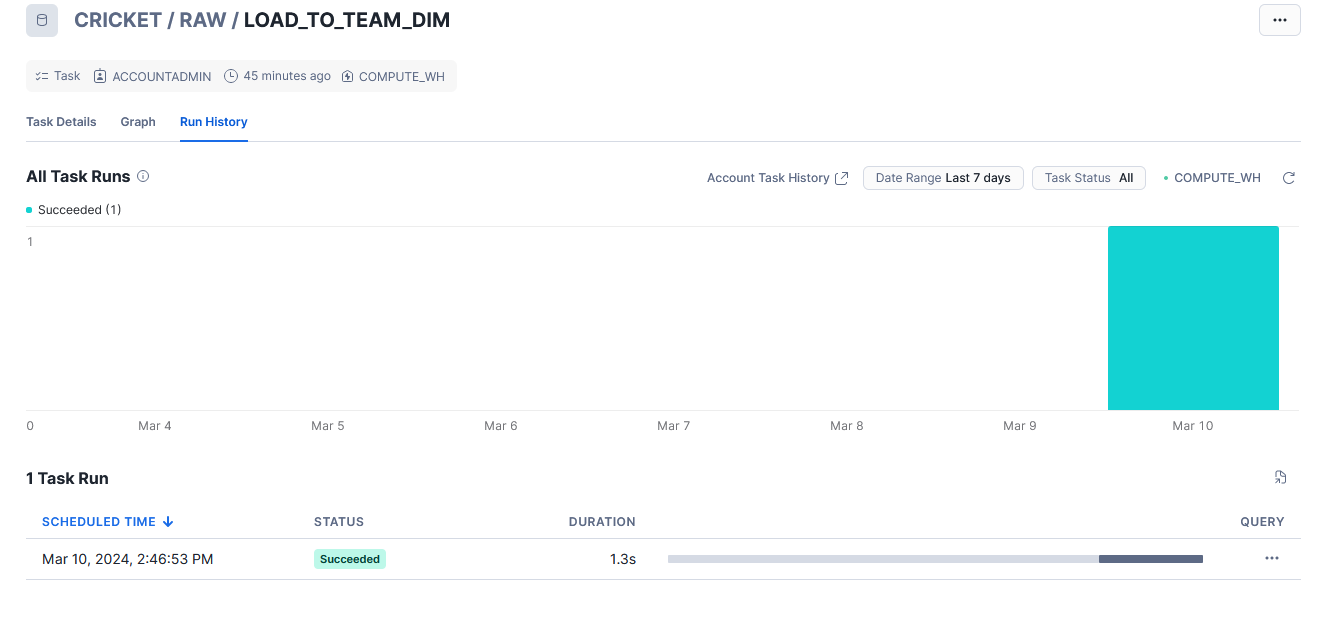 CRICKET / RAW / LOAD_TO_TEAM_DIM
Task ACCOUNTADMIN 45 minutes ago COMPUTE_WH
Task Details Graph Run History
All Task Runs Account Task History Date Range Last 7 days Task Status All COMPUTE_WH
Succeeded (1)
1
0 Mar 4 Mar 5 Mar 6 Mar 7 Mar 8 Mar 9 Mar 10
1 Task Run
SCHEDULED TIME STATUS DURATION QUERY
Mar 10, 2024, 2:46:53 PM Succeeded 1.3s